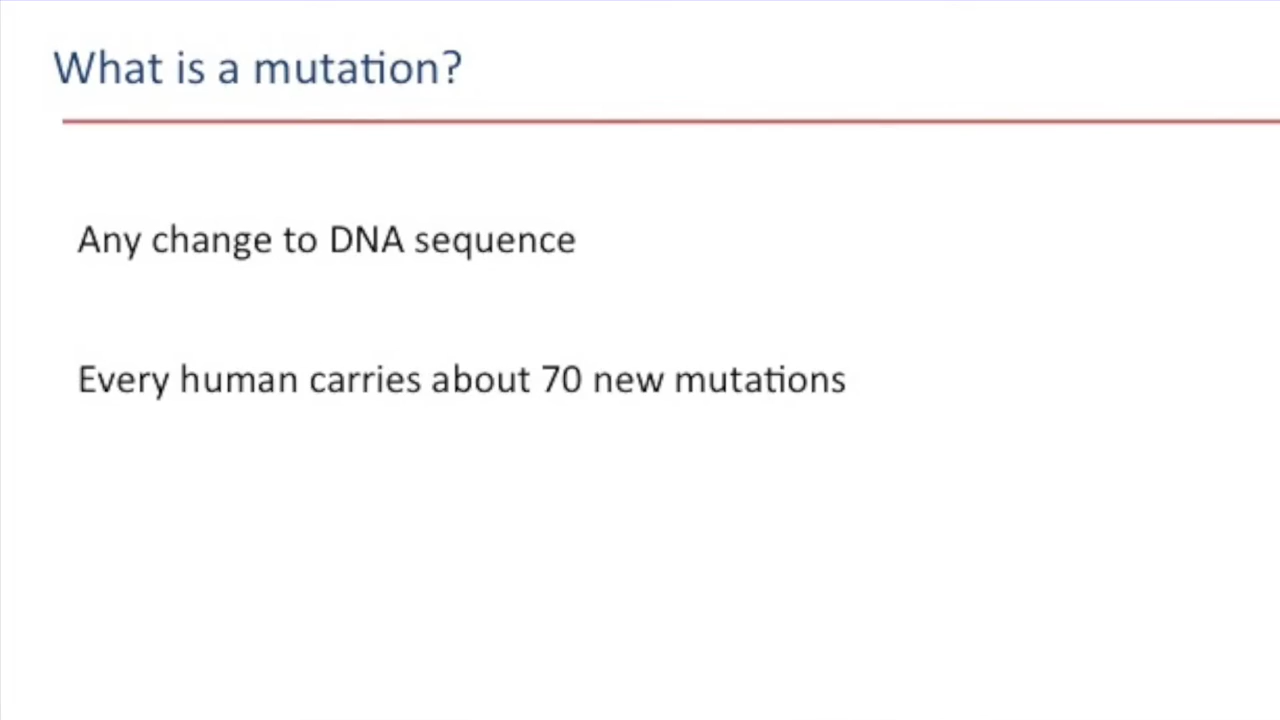 What is a mutation?
Any change to DNA sequence
Every human carries about 70 new mutations